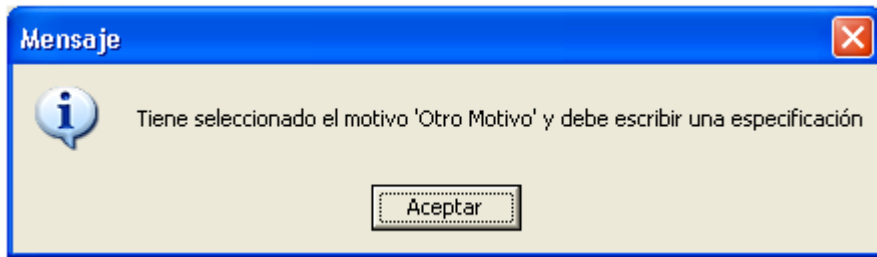 Mensaje
Tiene seleccionado el motivo 'Otro Motivo' y debe escribir una especificación
Aceptar